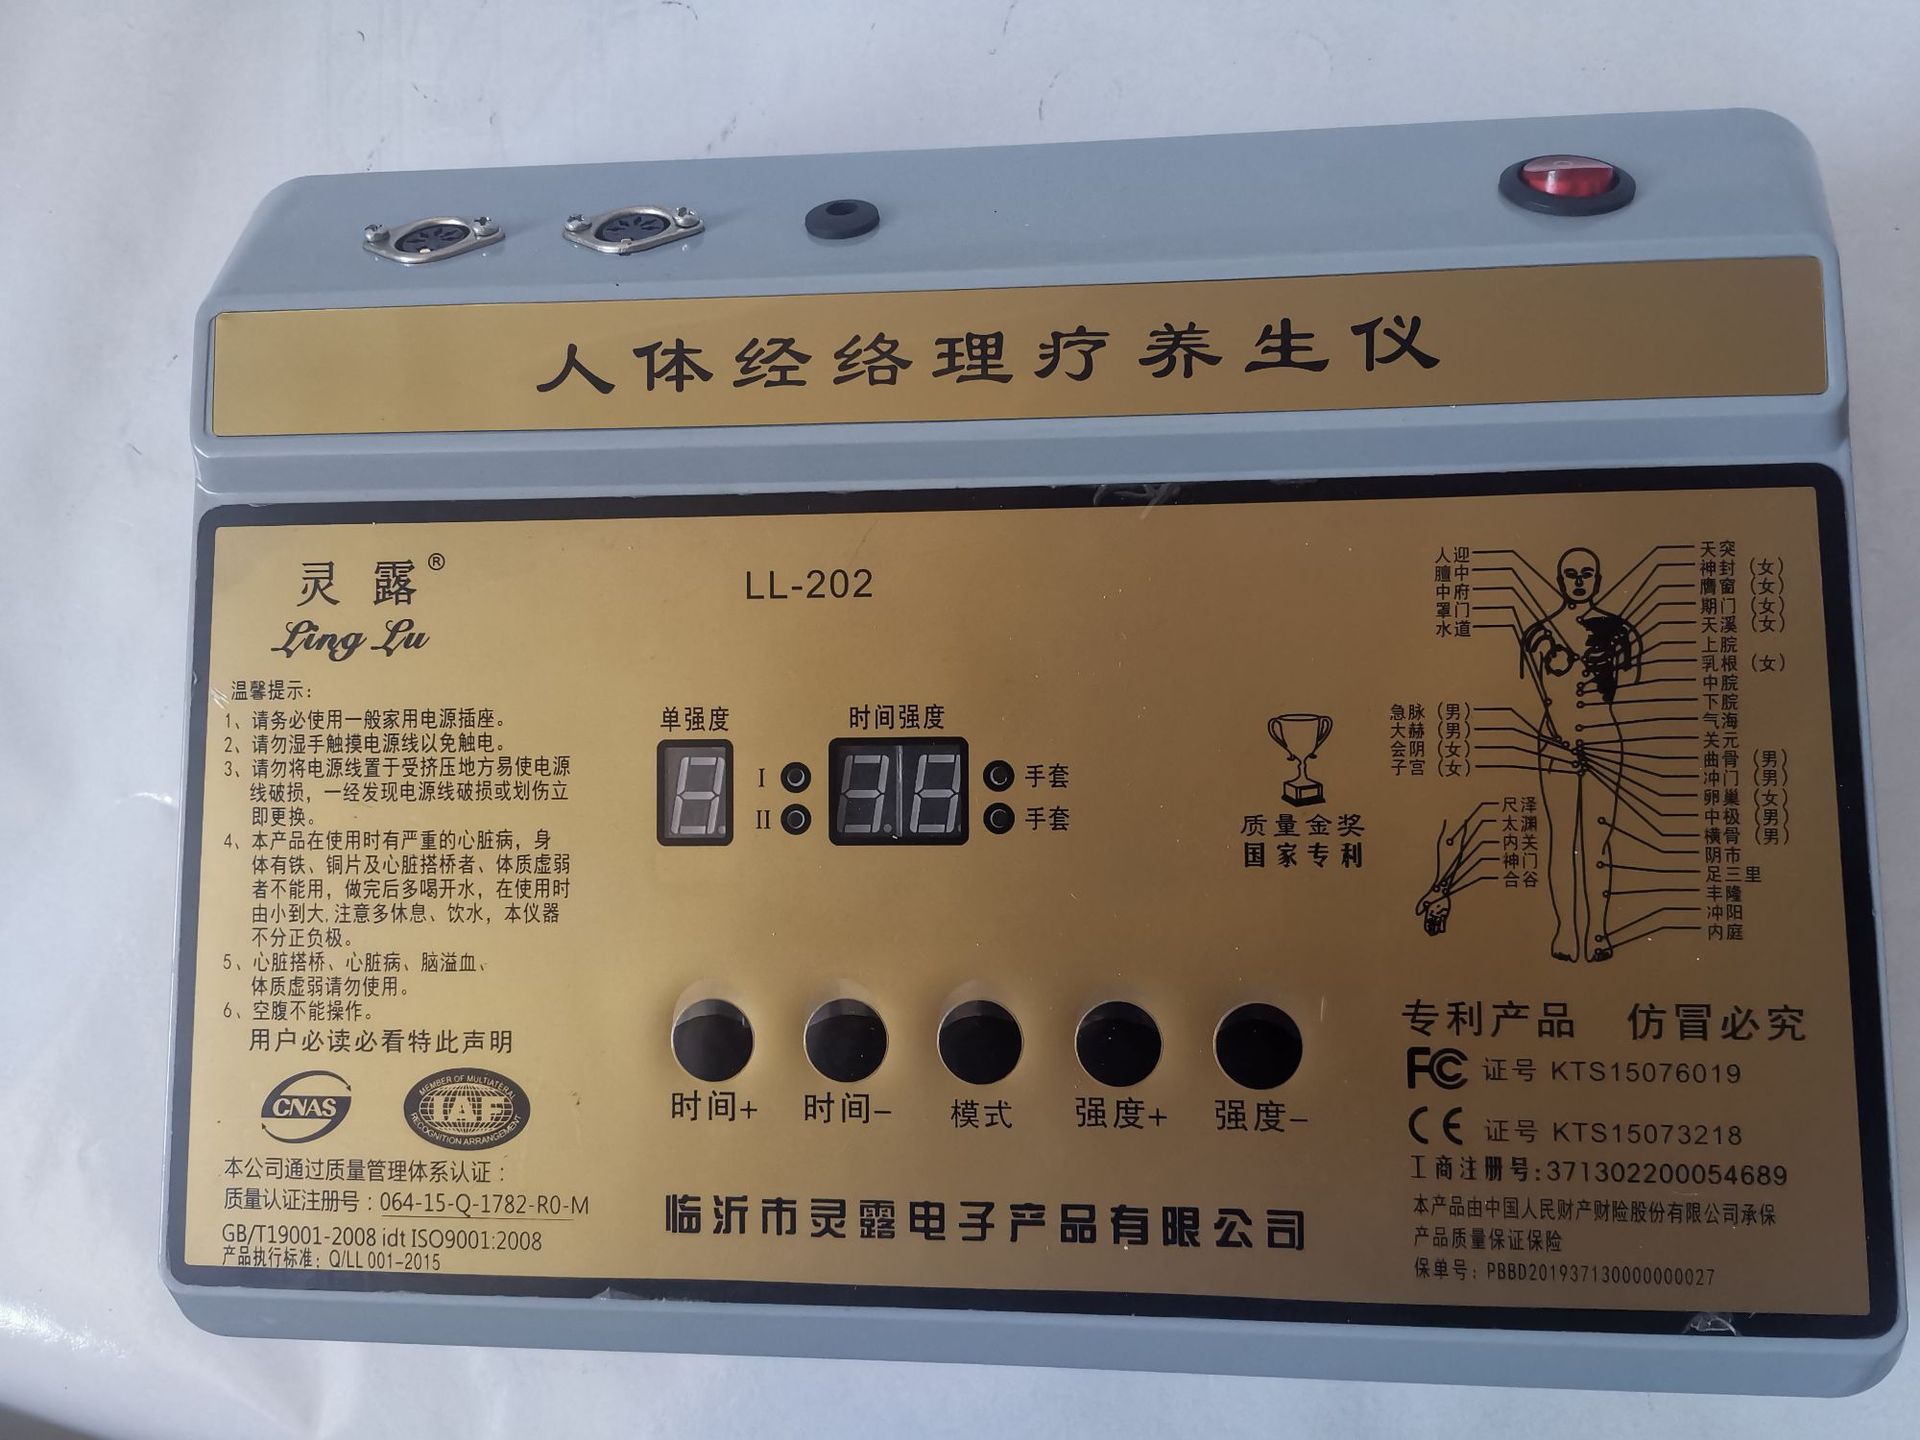 人体经络理疗养生仪
灵露®
Ling Lu
LL-202
温馨提示:
1、请务必使用一般家用电源插座。
2、请勿湿手触摸电源线以免触电。
3、请勿将电源线置于受挤压地方易使电源
线破损，一经发现电源线破损或划伤立
即更换。
4、本产品在使用时有严重的心脏病，身
体有铁、铜片及心脏搭桥者、体质虚弱
者不能用，做完后多喝开水，在使用时
由小到大,注意多休息、饮水，本仪器
不分正负极。
5、心脏搭桥、心脏病、脑溢血、
体质虚弱请勿使用。
6、空腹不能操作。
用户必读必看特此声明
CNAS
MEMBER OF MULTILATERAL
IAF
RECOGNITION ARRANGEMENT
本公司通过质量管理体系认证：
质量认证注册号：064-15-Q-1782-R0-M
GB/T19001-2008 idt ISO9001:2008
产品执行标准：Q/LL 001-2015
单强度
时间强度
I
手套
II
手套
质量金奖
国家专利
时间+
时间-
模式
强度+
强度-
临沂市灵露电子产品有限公司
人迎
膻中
中府
罩门
水道
急脉（男）
大赫（男）
会阴（女）
子宫（女）
尺泽
太渊
内关
神门
合谷
天突
神封（女）
膺窗（女）
期门（女）
天溪（女）
上脘
乳根（女）
中脘
下脘
气海
关元
曲骨（男）
冲门（男）
卵巢（女）
中极（男）
横骨（男）
阴市
足三里
丰隆
冲阳
内庭
专利产品 仿冒必究
FC 证号 KTS15076019
CE 证号 KTS15073218
工商注册号:371302200054689
本产品由中国人民财产财险股份有限公司承保
产品质量保证保险
保单号：PBBD201937130000000027